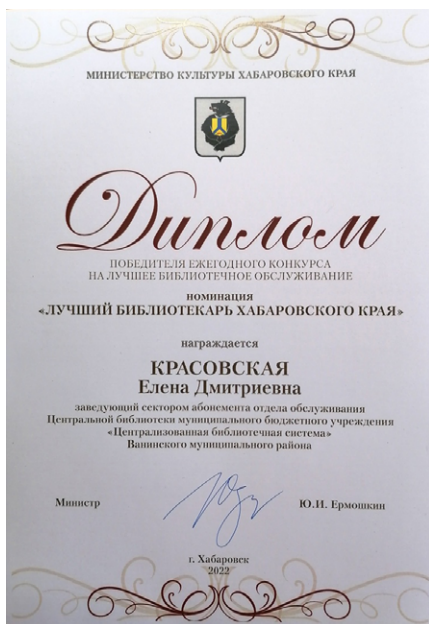 МИНИСТЕРСТВО КУЛЬТУРЫ ХАБАРОВСКОГО КРАЯ
Диплом
ПОБЕДИТЕЛЯ ЕЖЕГОДНОГО КОНКУРСА
НА ЛУЧШЕЕ БИБЛИОТЕЧНОЕ ОБСЛУЖИВАНИЕ
номинация
«ЛУЧШИЙ БИБЛИОТЕКАРЬ ХАБАРОВСКОГО КРАЯ»
награждается
КРАСОВСКАЯ
Елена Дмитриевна
заведующий сектором абонемента отдела обслуживания
Центральной библиотеки муниципального бюджетного учреждения
«Централизованная библиотечная система»
Ванинского муниципального района
Министр Ю.И. Ермошкин
г. Хабаровск
2022